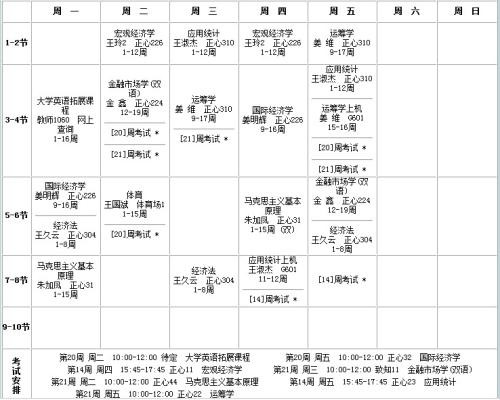 周 一 周 二 周 三 周 四 周 五 周 六 周 日
1-2节
宏观经济学
王玲2 正心226
1-12周
应用统计
王淑杰 正心310
1-12周
宏观经济学
王玲2 正心226
1-12周
运筹学
姜 维 正心310
9-17周
3-4节
大学英语拓展课
程
教师1060 网上
查询
1-16周
金融市场学(双
语)
金 鑫 正心224
12-19周
[20]周考试 *
[21]周考试 *
运筹学
姜 维 正心310
9-17周
[21]周考试 *
国际经济学
姜明辉 正心226
9-16周
应用统计
王淑杰 正心310
1-12周
运筹学上机
姜 维 G601
15-16周
[20]周考试 *
[21]周考试 *
5-6节
国际经济学
姜明辉 正心226
9-16周
经济法
王久云 正心304
1-8周
体育
王国斌 体育场1
1-15周
[20]周考试 *
马克思主义基本
原理
朱加凤 正心31
1-15周 (双)
金融市场学(双
语)
金 鑫 正心224
12-19周
经济法
王久云 正心304
1-8周
7-8节
马克思主义基本
原理
朱加凤 正心31
1-15周
经济法
王久云 正心304
1-8周
应用统计上机
王淑杰 G601
11-12周
[14]周考试 *
[14]周考试 *
9-10节
考试安排
第20周 周二 10:00-12:00 待定 大学英语拓展课程 第20周 周五 10:00-12:00 正心32 国际经济学
第14周 周四 15:45-17:45 正心11 宏观经济学 第21周 周三 10:00-12:00 致知11 金融市场学(双语)
第21周 周二 10:00-12:00 正心44 马克思主义基本原理 第14周 周五 15:45-17:45 正心23 应用统计
第21周 周五 10:00-12:00 正心22 运筹学